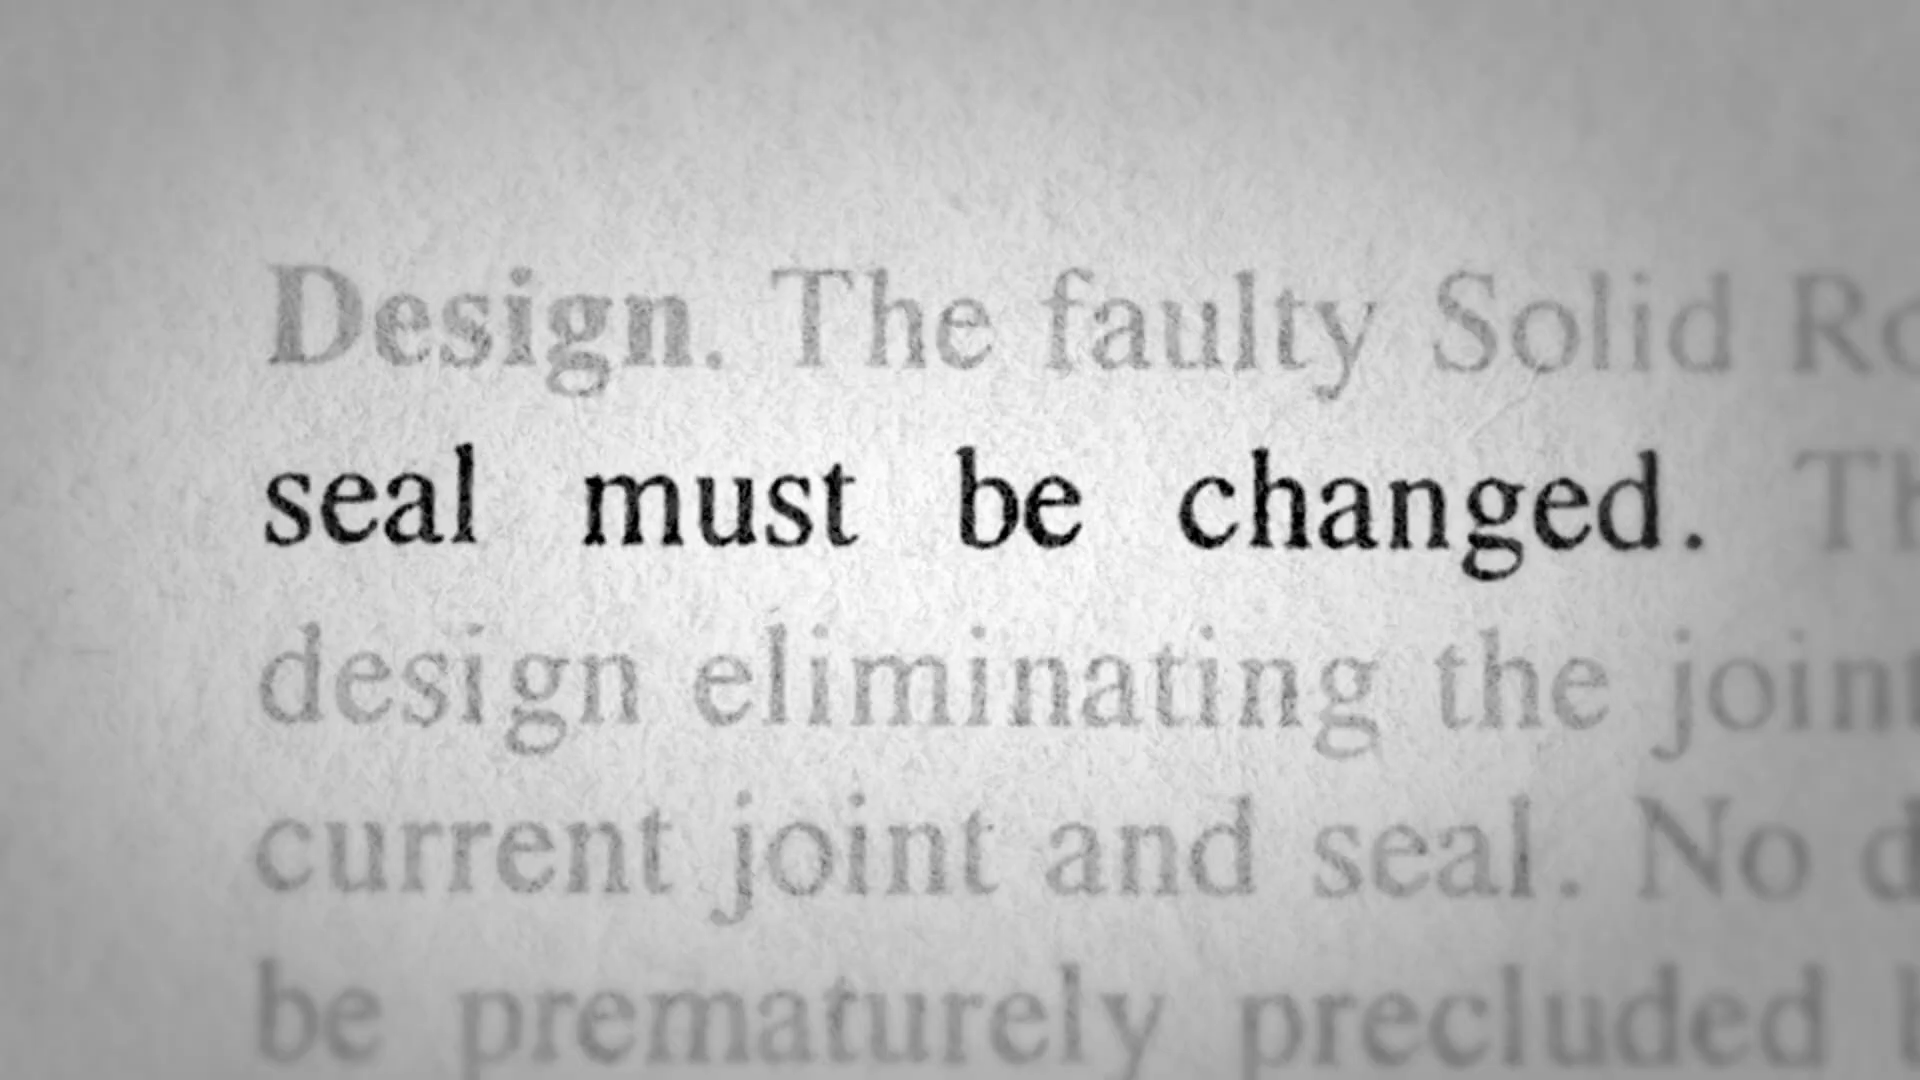 Design. The faulty Solid
seal must be changed.
design eliminating the joint
current joint and seal. No
be prematurely precluded